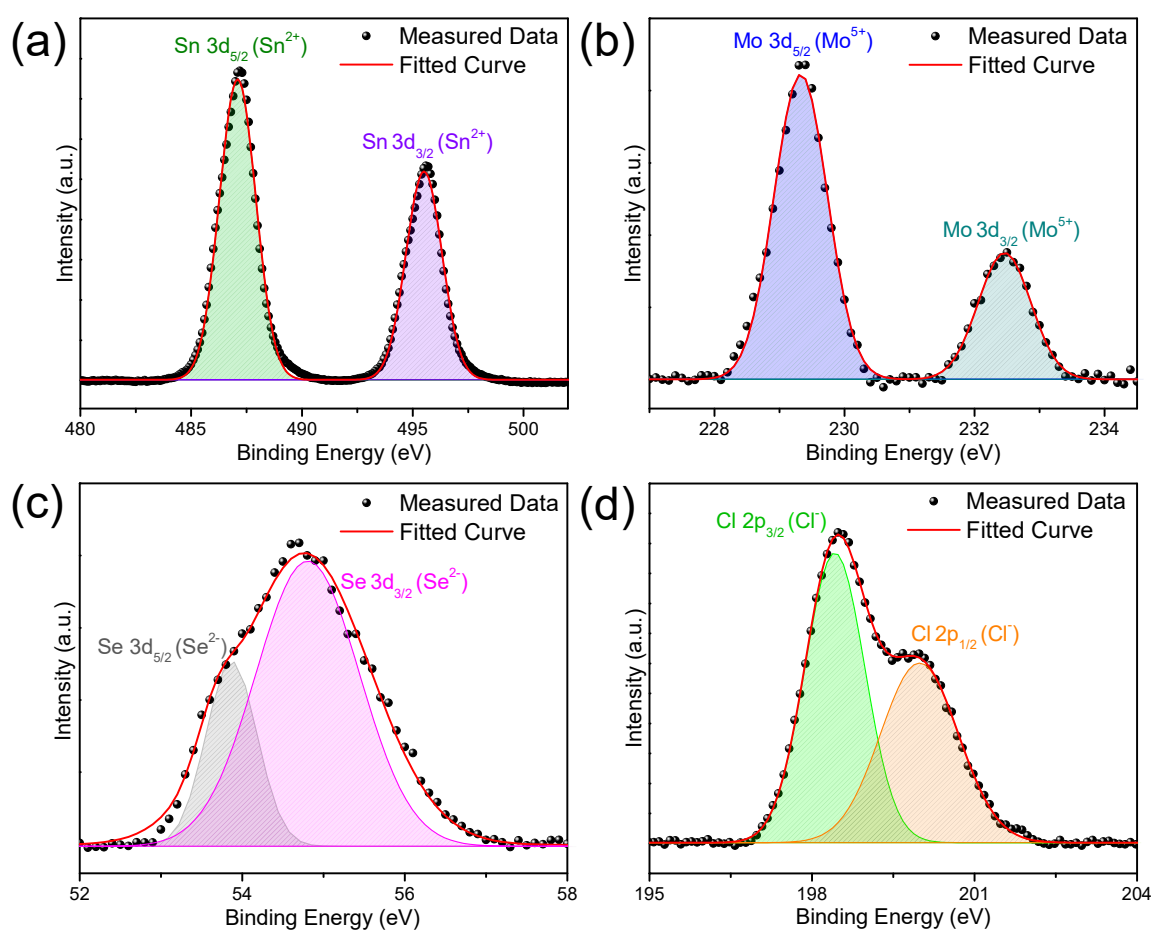 (a)
Sn 3d5/2 (Sn2+)
Measured Data
Fitted Curve
Sn 3d3/2 (Sn2+)
Intensity (a.u.)
480 485 490 495 500
Binding Energy (eV)
(b)
Mo 3d5/2 (Mo5+)
Measured Data
Fitted Curve
Mo 3d3/2 (Mo5+)
Intensity (a.u.)
228 230 232 234
Binding Energy (eV)
(c)
Measured Data
Fitted Curve
Se 3d3/2 (Se2-)
Se 3d5/2 (Se2-)
Intensity (a.u.)
52 54 56 58
Binding Energy (eV)
(d)
Cl 2p3/2 (Cl-)
Measured Data
Fitted Curve
Cl 2p1/2 (Cl-)
Intensity (a.u.)
195 198 201 204
Binding Energy (eV)